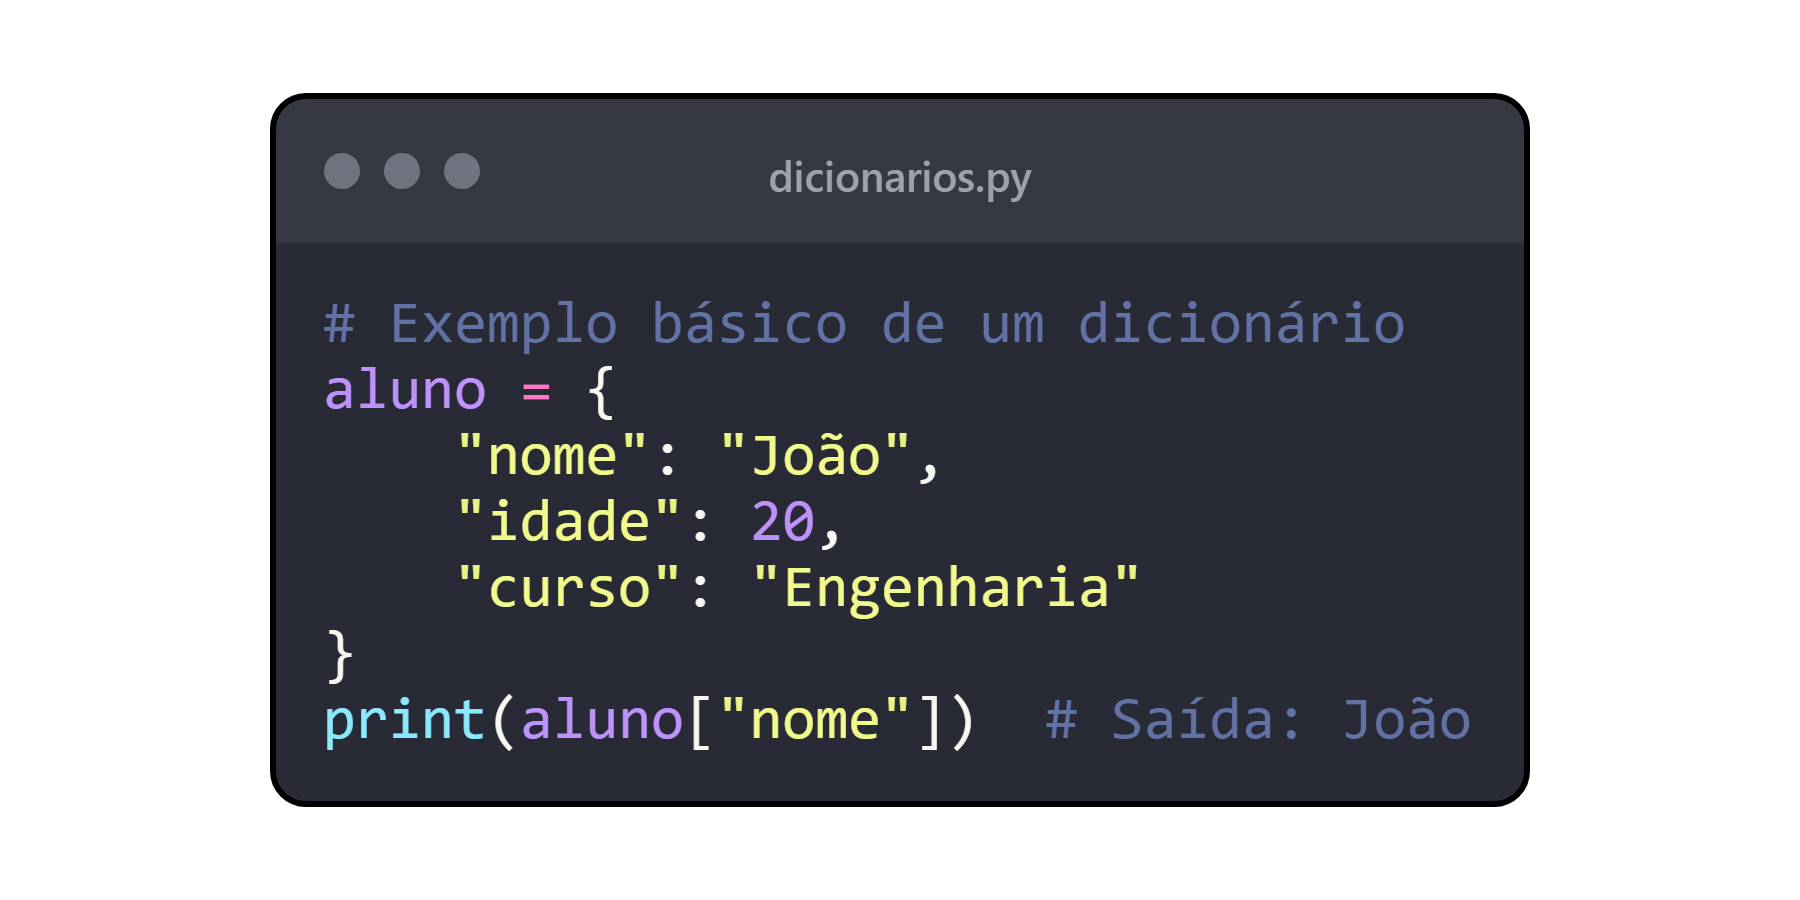 dicionarios.py
# Exemplo básico de um dicionário
aluno = {
    "nome": "João",
    "idade": 20,
    "curso": "Engenharia"
}
print(aluno["nome"])  # Saída: João